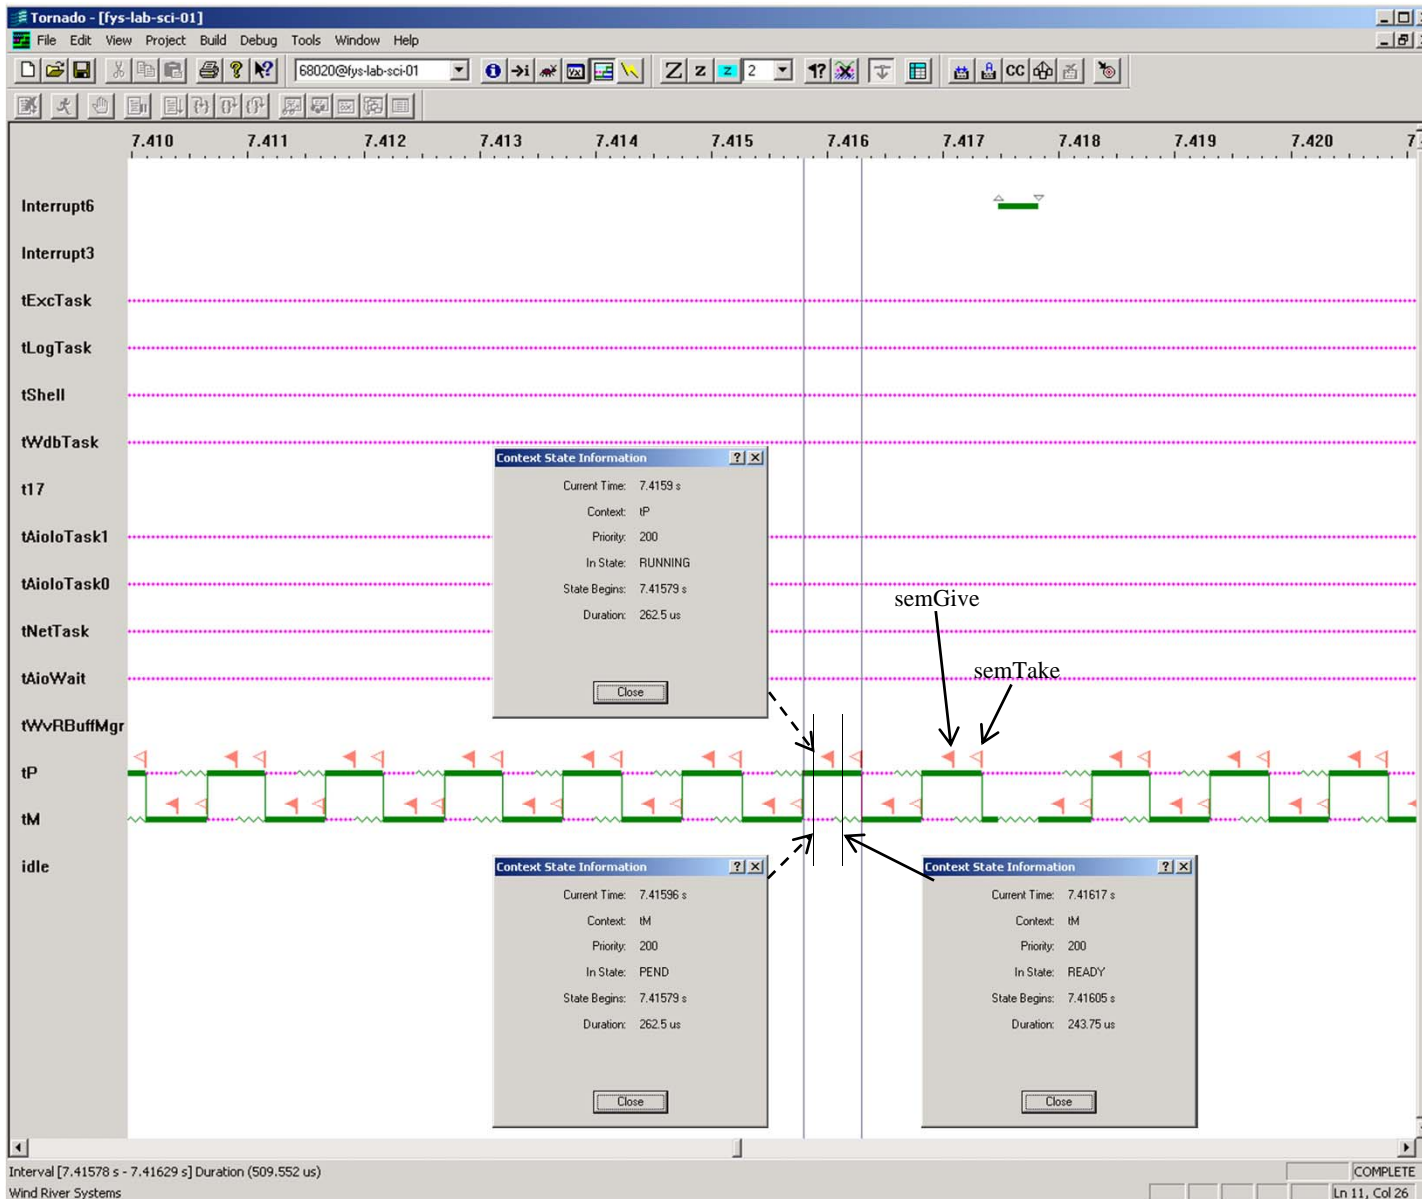 Tornado - [fys-lab-sci-01]
File Edit View Project Build Debug Tools Window Help
68020@fys-lab-sci-01
Z z z 2
CC
7.410 7.411 7.412 7.413 7.414 7.415 7.416 7.417 7.418 7.419 7.420
Interrupt6
Interrupt3
tExcTask
tLogTask
tShell
tWdbTask
t17
tAioIoTask1
tAioIoTask0
tNetTask
tAioWait
tWvRBuffMgr
tP
tM
idle
Context State Information
Current Time: 7.4159 s
Context: tP
Priority: 200
In State: RUNNING
State Begins: 7.41579 s
Duration: 262.5 us
Close
semGive
semTake
Context State Information
Current Time: 7.41596 s
Context: tM
Priority: 200
In State: PEND
State Begins: 7.41579 s
Duration: 262.5 us
Close
Context State Information
Current Time: 7.41617 s
Context: tM
Priority: 200
In State: READY
State Begins: 7.41605 s
Duration: 243.75 us
Close
Interval [7.41578 s - 7.41629 s] Duration (509.552 us)
COMPLETE
Wind River Systems
Ln 11, Col 26